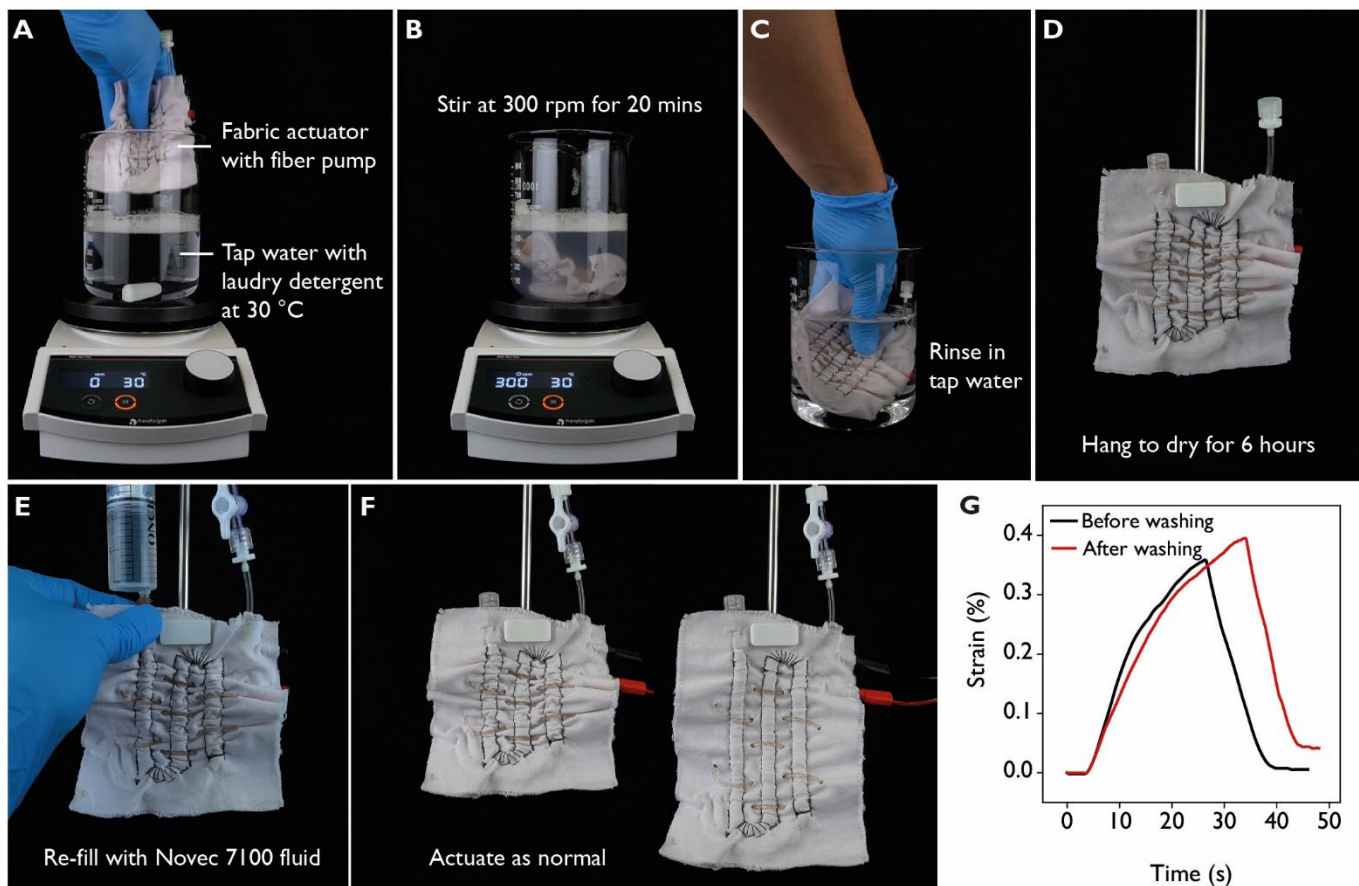 A
Fabric actuator
with fiber pump
Tap water with
laudry detergent
at 30 °C
0 30
heidolph
B
Stir at 300 rpm for 20 mins
300 30
heidolph
C
Rinse in
tap water
D
Hang to dry for 6 hours
E
Re-fill with Novec 7100 fluid
F
Actuate as normal
G
Before washing
After washing
Strain (%)
0.4
0.3
0.2
0.1
0.0
0 10 20 30 40 50
Time (s)